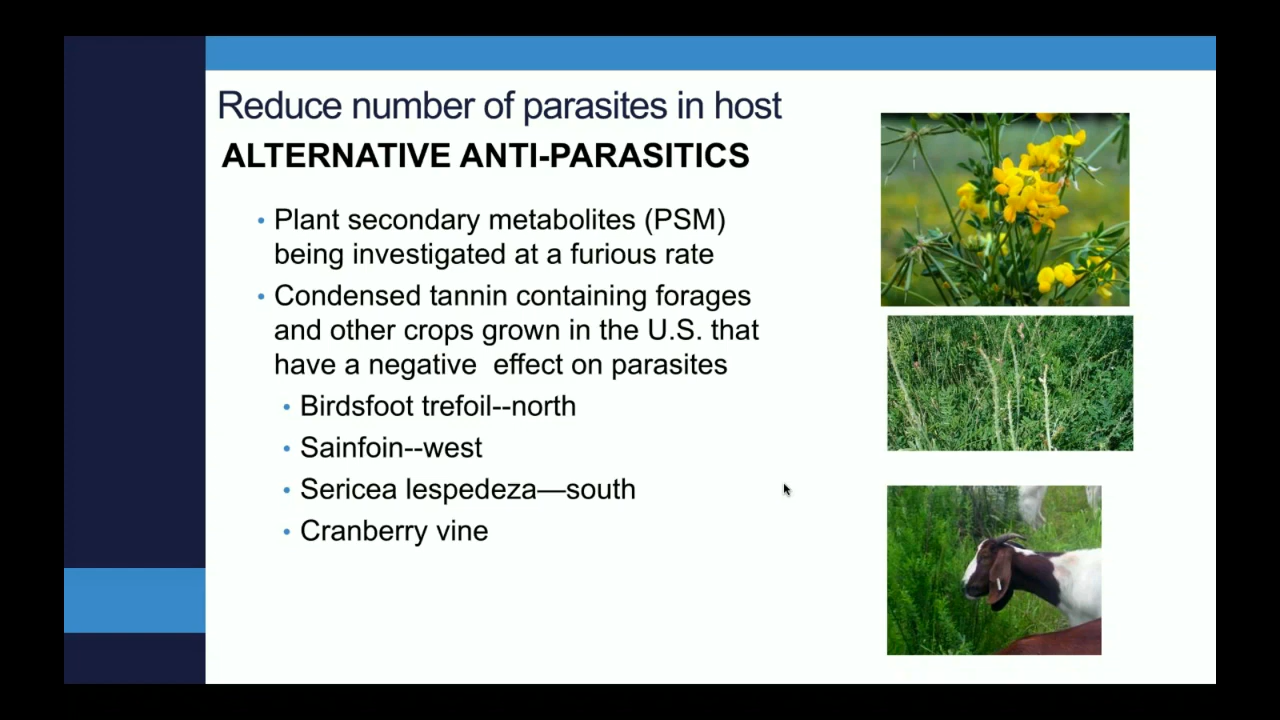 Reduce number of parasites in host
ALTERNATIVE ANTI-PARASITICS
• Plant secondary metabolites (PSM)
being investigated at a furious rate
• Condensed tannin containing forages
and other crops grown in the U.S. that
have a negative  effect on parasites
• Birdsfoot trefoil--north
• Sainfoin--west
• Sericea lespedeza—south
• Cranberry vine